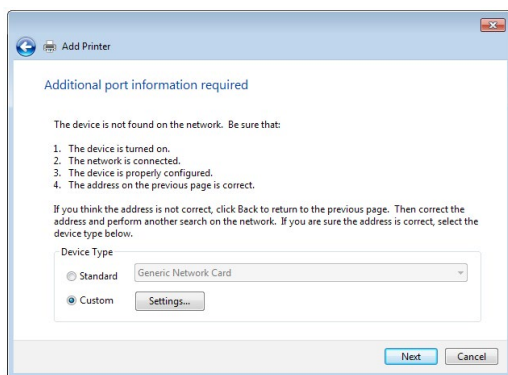 Add Printer
Additional port information required
The device is not found on the network.  Be sure that:
1.  The device is turned on.
2.  The network is connected.
3.  The device is properly configured.
4.  The address on the previous page is correct.
If you think the address is not correct, click Back to return to the previous page.  Then correct the
address and perform another search on the network.  If you are sure the address is correct, select the
device type below.
Device Type
Standard
Generic Network Card
Custom
Settings...
Next
Cancel